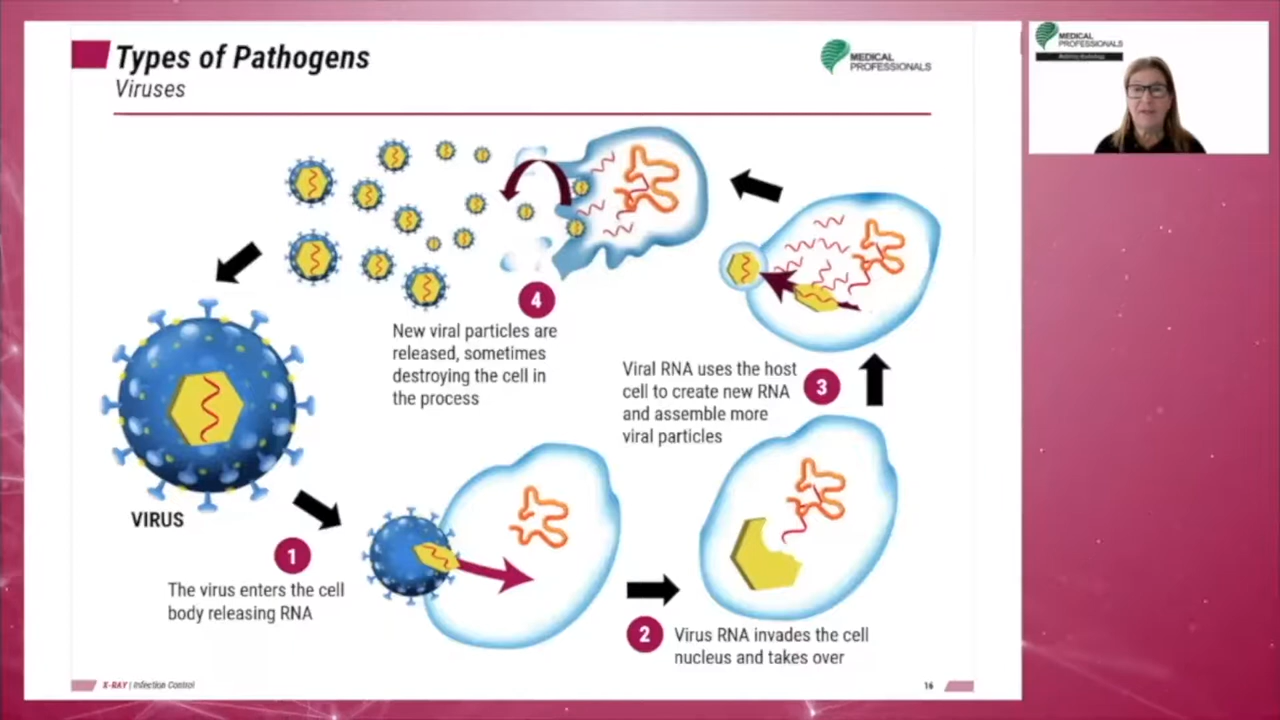 Types of Pathogens
Viruses
MEDICAL
PROFESSIONALS
MEDICAL
PROFESSIONALS
4
New viral particles are
released, sometimes
destroying the cell in
the process
Viral RNA uses the host
cell to create new RNA
and assemble more
viral particles
3
VIRUS
1
The virus enters the cell
body releasing RNA
2
Virus RNA invades the cell
nucleus and takes over
X-RAY | Infection Control
16